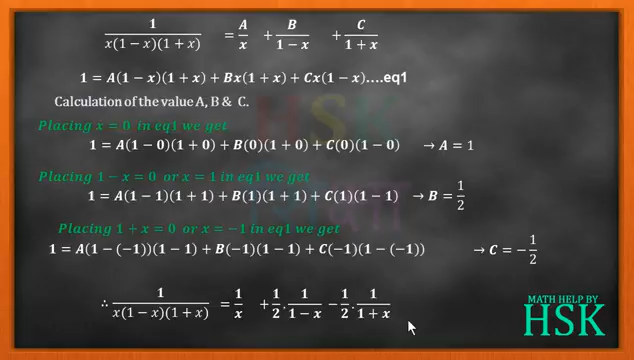 1/(x(1−x)(1+x)) = A/x + B/(1−x) + C/(1+x)
1 = A(1 − x)(1 + x) + Bx(1 + x) + Cx(1 − x)....eq1
Calculation of the value A, B & C.
Placing x = 0 in eq1 we get
1 = A(1 − 0)(1 + 0) + B(0)(1 + 0) + C(0)(1 − 0) → A = 1
Placing 1 − x = 0 or x = 1 in eq1 we get
1 = A(1 − 1)(1 + 1) + B(1)(1 + 1) + C(1)(1 − 1) → B = 1/2
Placing 1 + x = 0 or x = −1 in eq1 we get
1 = A(1 − (−1))(1 − 1) + B(−1)(1 − 1) + C(−1)(1 − (−1)) → C = −1/2
∴ 1/(x(1−x)(1+x)) = 1/x + 1/2 . 1/(1−x) − 1/2 . 1/(1+x)
MATH HELP BY
HSK
HSK